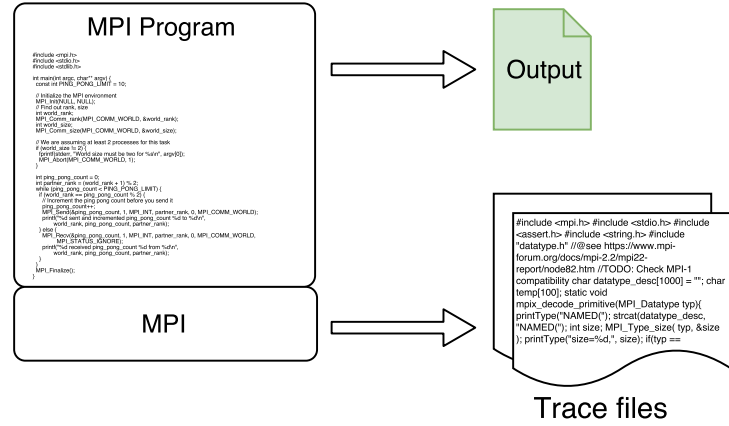 MPI Program
#include <mpi.h>
#include <stdio.h>
#include <stdlib.h>
int main(int argc, char** argv) {
const int PING_PONG_LIMIT = 10;
// Initialize the MPI environment
MPI_Init(NULL, NULL);
// Find out rank, size
int world_rank;
MPI_Comm_rank(MPI_COMM_WORLD, &world_rank);
int world_size;
MPI_Comm_size(MPI_COMM_WORLD, &world_size);
// We are assuming at least 2 processes for this task
if (world_size != 2) {
fprintf(stderr, "World size must be two for %s\n", argv[0]);
MPI_Abort(MPI_COMM_WORLD, 1);
}
int ping_pong_count = 0;
int partner_rank = (world_rank + 1) % 2;
while (ping_pong_count < PING_PONG_LIMIT) {
if (world_rank == ping_pong_count % 2) {
// Increment the ping pong count before you send it
ping_pong_count++;
MPI_Send(&ping_pong_count, 1, MPI_INT, partner_rank, 0, MPI_COMM_WORLD);
printf("%d sent and incremented ping_pong_count %d to %d\n",
world_rank, ping_pong_count, partner_rank);
} else {
MPI_Recv(&ping_pong_count, 1, MPI_INT, partner_rank, 0, MPI_COMM_WORLD,
MPI_STATUS_IGNORE);
printf("%d received ping_pong_count %d from %d\n",
world_rank, ping_pong_count, partner_rank);
}
}
MPI_Finalize();
}
MPI
Output
#include <mpi.h> #include <stdio.h> #include
<assert.h> #include <string.h> #include
"datatype.h" //@see https://www.mpi-
forum.org/docs/mpi-2.2/mpi22-
report/node82.htm //TODO: Check MPI-1
compatibility char datatype_desc[1000] = ""; char
temp[100]; static void
mpix_decode_primitive(MPI_Datatype typ){
printType("NAMED("); strcat(datatype_desc,
"NAMED("); int size; MPI_Type_size( typ, &size
); printType("size=%d,", size); if(typ ==
Trace files